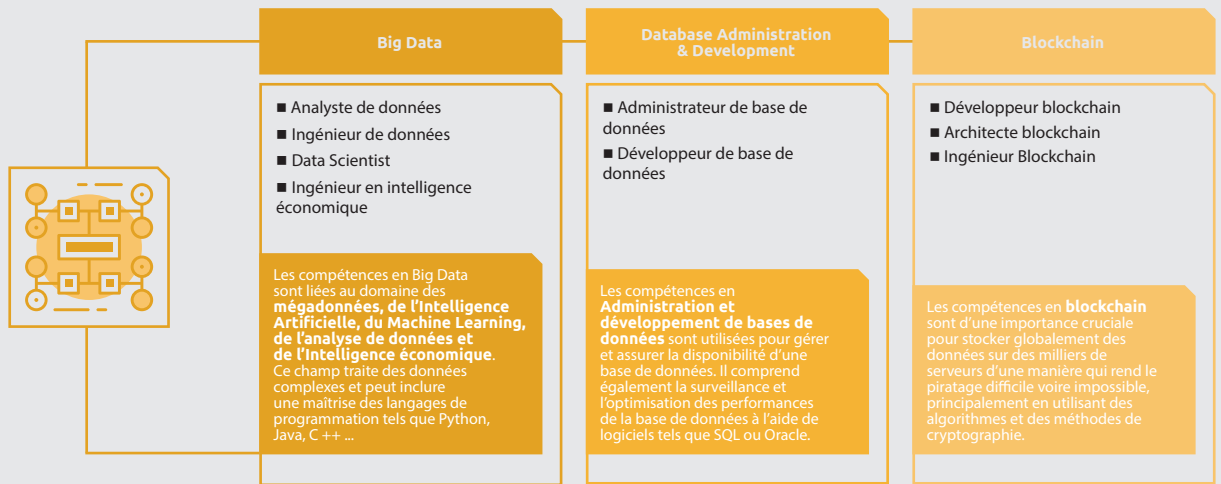 Big Data
■ Analyste de données
■ Ingénieur de données
■ Data Scientist
■ Ingénieur en intelligence
économique
Les compétences en Big Data
sont liées au domaine des
mégadonnées, de l’Intelligence
Artificielle, du Machine Learning,
de l’analyse de données et
de l’Intelligence économique.
Ce champ traite des données
complexes et peut inclure
une maîtrise des langages de
programmation tels que Python,
Java, C ++ ...
Database Administration
& Development
■ Administrateur de base de
données
■ Développeur de base de
données
Les compétences en
Administration et
développement de bases de
données sont utilisées pour gérer
et assurer la disponibilité d’une
base de données. Il comprend
également la surveillance et
l’optimisation des performances
de la base de données à l’aide de
logiciels tels que SQL ou Oracle.
Blockchain
■ Développeur blockchain
■ Architecte blockchain
■ Ingénieur Blockchain
Les compétences en blockchain
sont d’une importance cruciale
pour stocker globalement des
données sur des milliers de
serveurs d’une manière qui rend le
piratage difficile voire impossible,
principalement en utilisant des
algorithmes et des méthodes de
cryptographie.